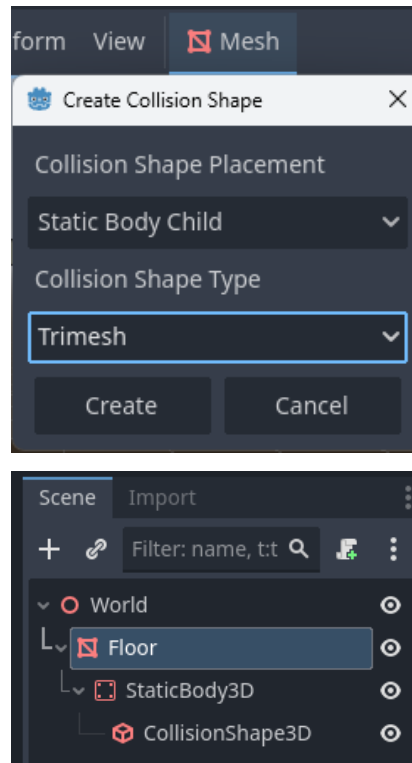 form View Mesh
Create Collision Shape
Collision Shape Placement
Static Body Child
Collision Shape Type
Trimesh
Create Cancel
Scene Import
Filter: name, t:t
World
Floor
StaticBody3D
CollisionShape3D